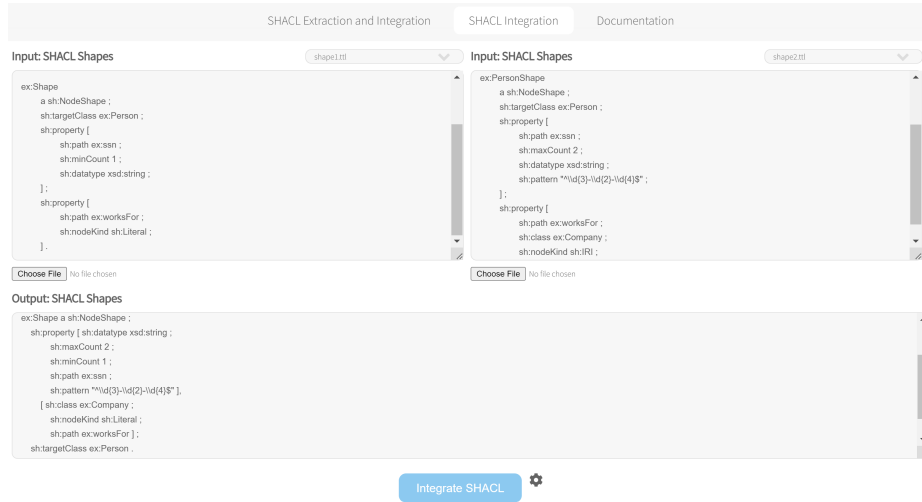 SHACL Extraction and Integration SHACL Integration Documentation
Input: SHACL Shapes shape1.ttl
ex:Shape
a sh:NodeShape ;
sh:targetClass ex:Person ;
sh:property [
sh:path ex:ssn ;
sh:minCount 1 ;
sh:datatype xsd:string ;
] ;
sh:property [
sh:path ex:worksFor ;
sh:nodeKind sh:Literal ;
] .
Choose File No file chosen
Input: SHACL Shapes shape2.ttl
ex:PersonShape
a sh:NodeShape ;
sh:targetClass ex:Person ;
sh:property [
sh:path ex:ssn ;
sh:maxCount 2 ;
sh:datatype xsd:string ;
sh:pattern "^\\d{3}-\\d{2}-\\d{4}$" ;
] ;
sh:property [
sh:path ex:worksFor ;
sh:class ex:Company ;
sh:nodeKind sh:IRI ;
Choose File No file chosen
Output: SHACL Shapes
ex:Shape a sh:NodeShape ;
sh:property [ sh:datatype xsd:string ;
sh:maxCount 2 ;
sh:minCount 1 ;
sh:path ex:ssn ;
sh:pattern "^\\d{3}-\\d{2}-\\d{4}$" ],
[ sh:class ex:Company ;
sh:nodeKind sh:Literal ;
sh:path ex:worksFor ] ;
sh:targetClass ex:Person .
Integrate SHACL